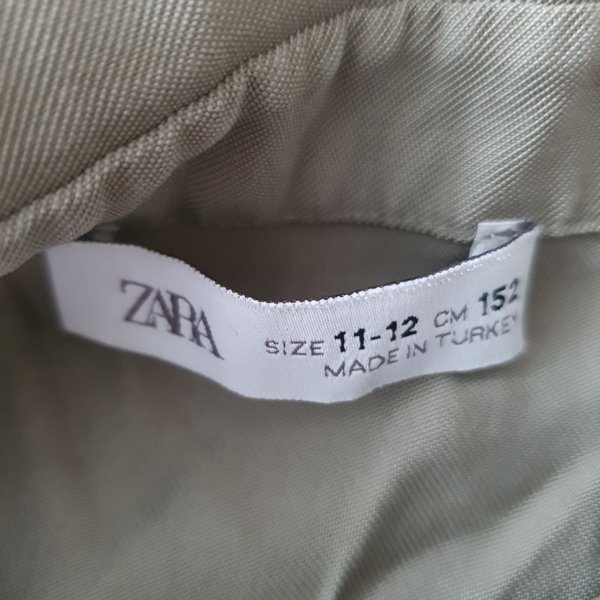 ZARA
SIZE 11-12 CM 152
MADE IN TURKEY